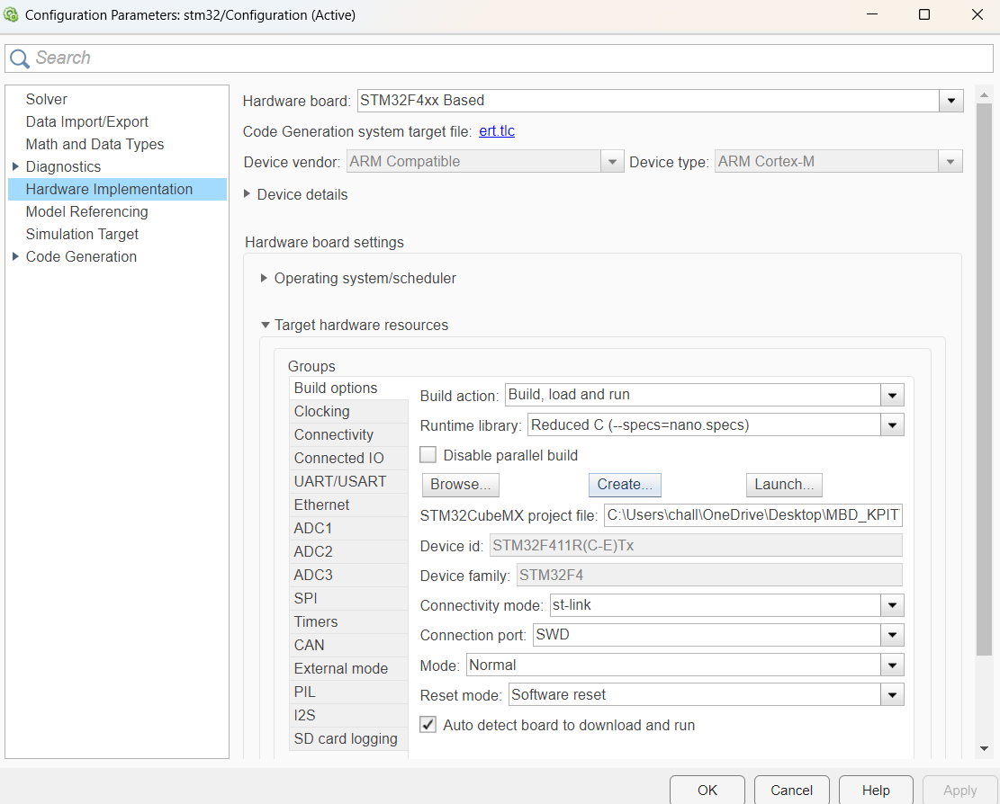 Configuration Parameters: stm32/Configuration (Active)
Search
Solver
Data Import/Export
Math and Data Types
Diagnostics
Hardware Implementation
Model Referencing
Simulation Target
Code Generation
Hardware board: STM32F4xx Based
Code Generation system target file: ert.tlc
Device vendor: ARM Compatible Device type: ARM Cortex-M
Device details
Hardware board settings
Operating system/scheduler
Target hardware resources
Groups
Build options
Clocking
Connectivity
Connected IO
UART/USART
Ethernet
ADC1
ADC2
ADC3
SPI
Timers
CAN
External mode
PIL
I2S
SD card logging
Build action: Build, load and run
Runtime library: Reduced C (--specs=nano.specs)
Disable parallel build
Browse... Create... Launch...
STM32CubeMX project file: C:\Users\chall\OneDrive\Desktop\MBD_KPIT
Device id: STM32F411R(C-E)Tx
Device family: STM32F4
Connectivity mode: st-link
Connection port: SWD
Mode: Normal
Reset mode: Software reset
Auto detect board to download and run
OK Cancel Help Apply